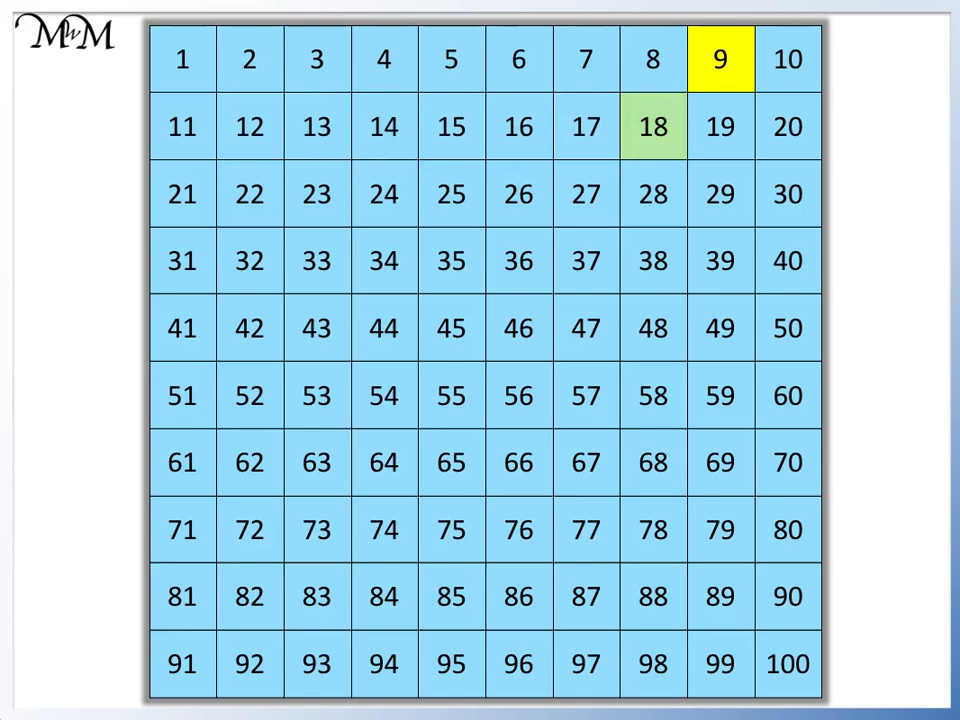 MwM
1 2 3 4 5 6 7 8 9 10
11 12 13 14 15 16 17 18 19 20
21 22 23 24 25 26 27 28 29 30
31 32 33 34 35 36 37 38 39 40
41 42 43 44 45 46 47 48 49 50
51 52 53 54 55 56 57 58 59 60
61 62 63 64 65 66 67 68 69 70
71 72 73 74 75 76 77 78 79 80
81 82 83 84 85 86 87 88 89 90
91 92 93 94 95 96 97 98 99 100